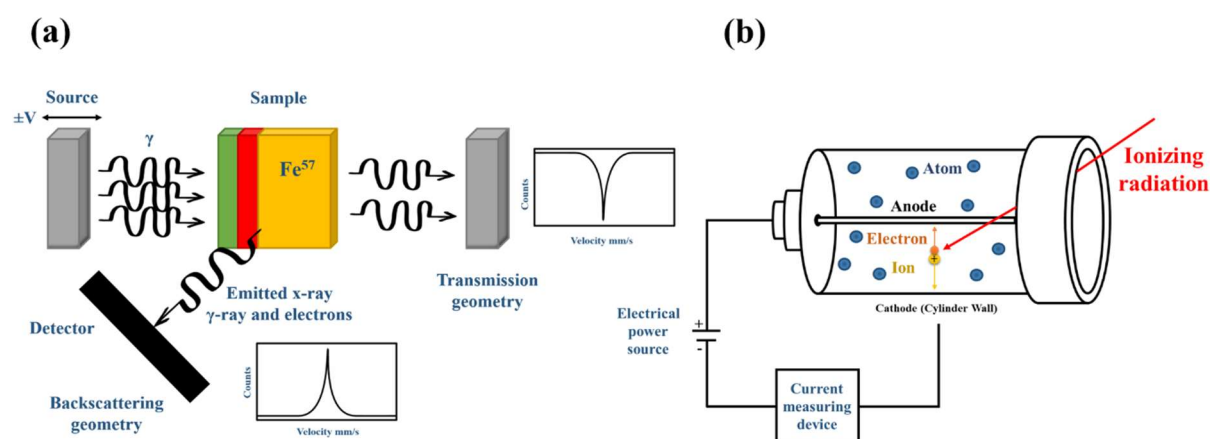 (a)
Source
±V
γ
Sample
Fe57
Counts
Velocity mm/s
Transmission
geometry
Emitted x-ray
γ-ray and electrons
Detector
Backscattering
geometry
Counts
Velocity mm/s
(b)
Ionizing
radiation
Atom
Anode
Electron
+
Ion
Cathode (Cylinder Wall)
Electrical
power
source
+
-
Current
measuring
device